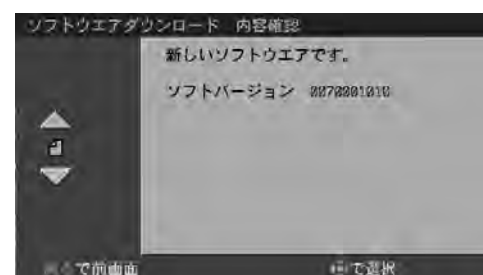 ソフトウエアダウンロード 内容確認
新しいソフトウエアです。
ソフトバージョン 0070001010
で前画面
で選択